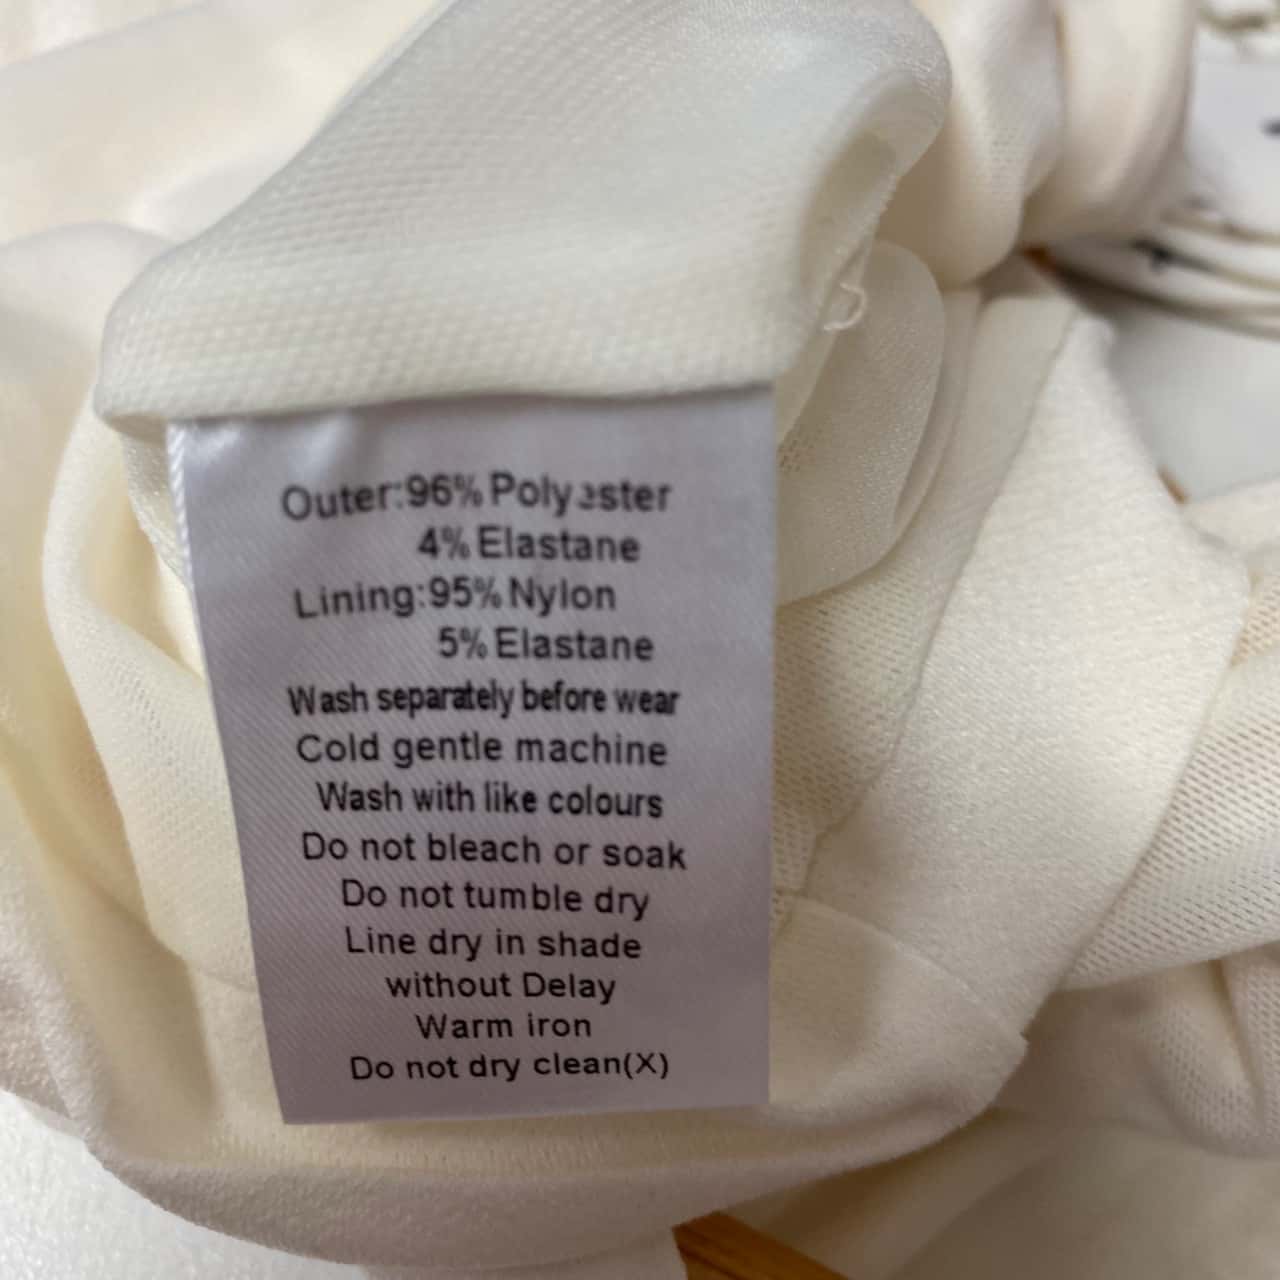 Outer:96% Polyester
4% Elastane
Lining:95% Nylon
5% Elastane
Wash separately before wear
Cold gentle machine
Wash with like colours
Do not bleach or soak
Do not tumble dry
Line dry in shade
without Delay
Warm iron
Do not dry clean(X)